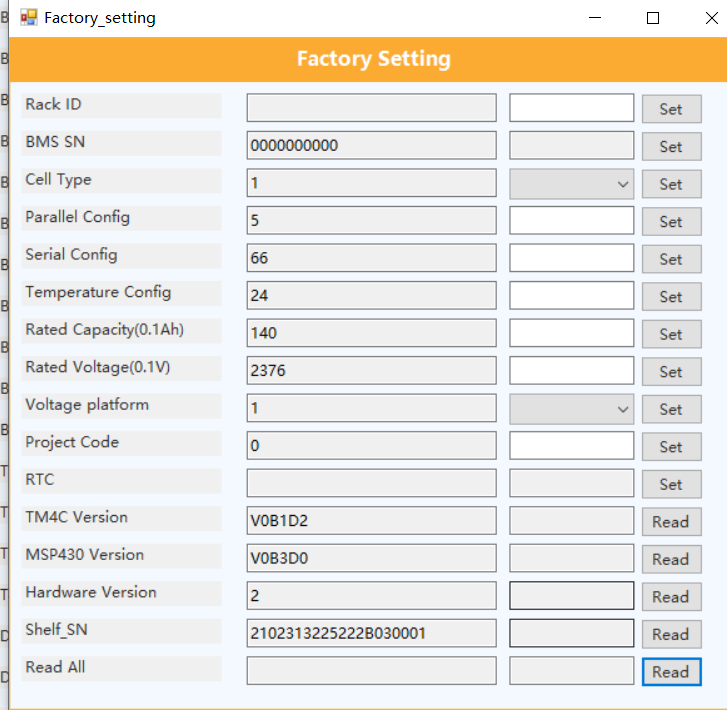 Factory_setting
Factory Setting
Rack ID Set
BMS SN 0000000000 Set
Cell Type 1 Set
Parallel Config 5 Set
Serial Config 66 Set
Temperature Config 24 Set
Rated Capacity(0.1Ah) 140 Set
Rated Voltage(0.1V) 2376 Set
Voltage platform 1 Set
Project Code 0 Set
RTC Set
TM4C Version V0B1D2 Read
MSP430 Version V0B3D0 Read
Hardware Version 2 Read
Shelf_SN 2102313225222B030001 Read
Read All Read